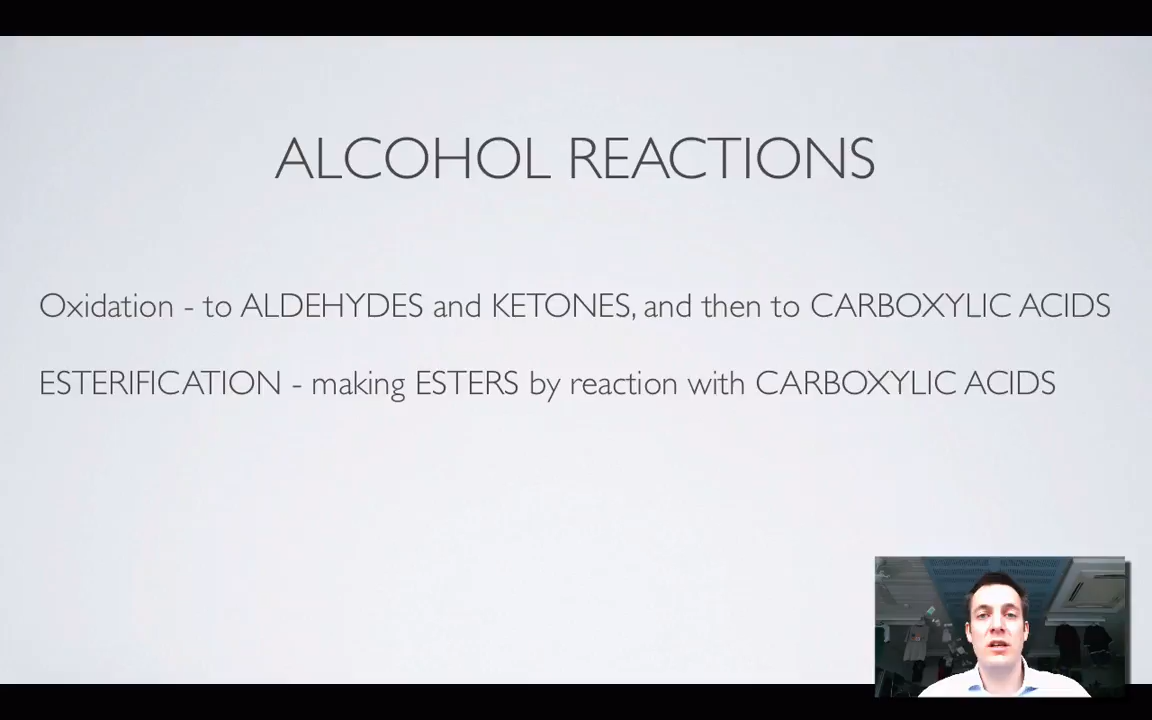 ALCOHOL REACTIONS
Oxidation - to ALDEHYDES and KETONES, and then to CARBOXYLIC ACIDS
ESTERIFICATION - making ESTERS by reaction with CARBOXYLIC ACIDS